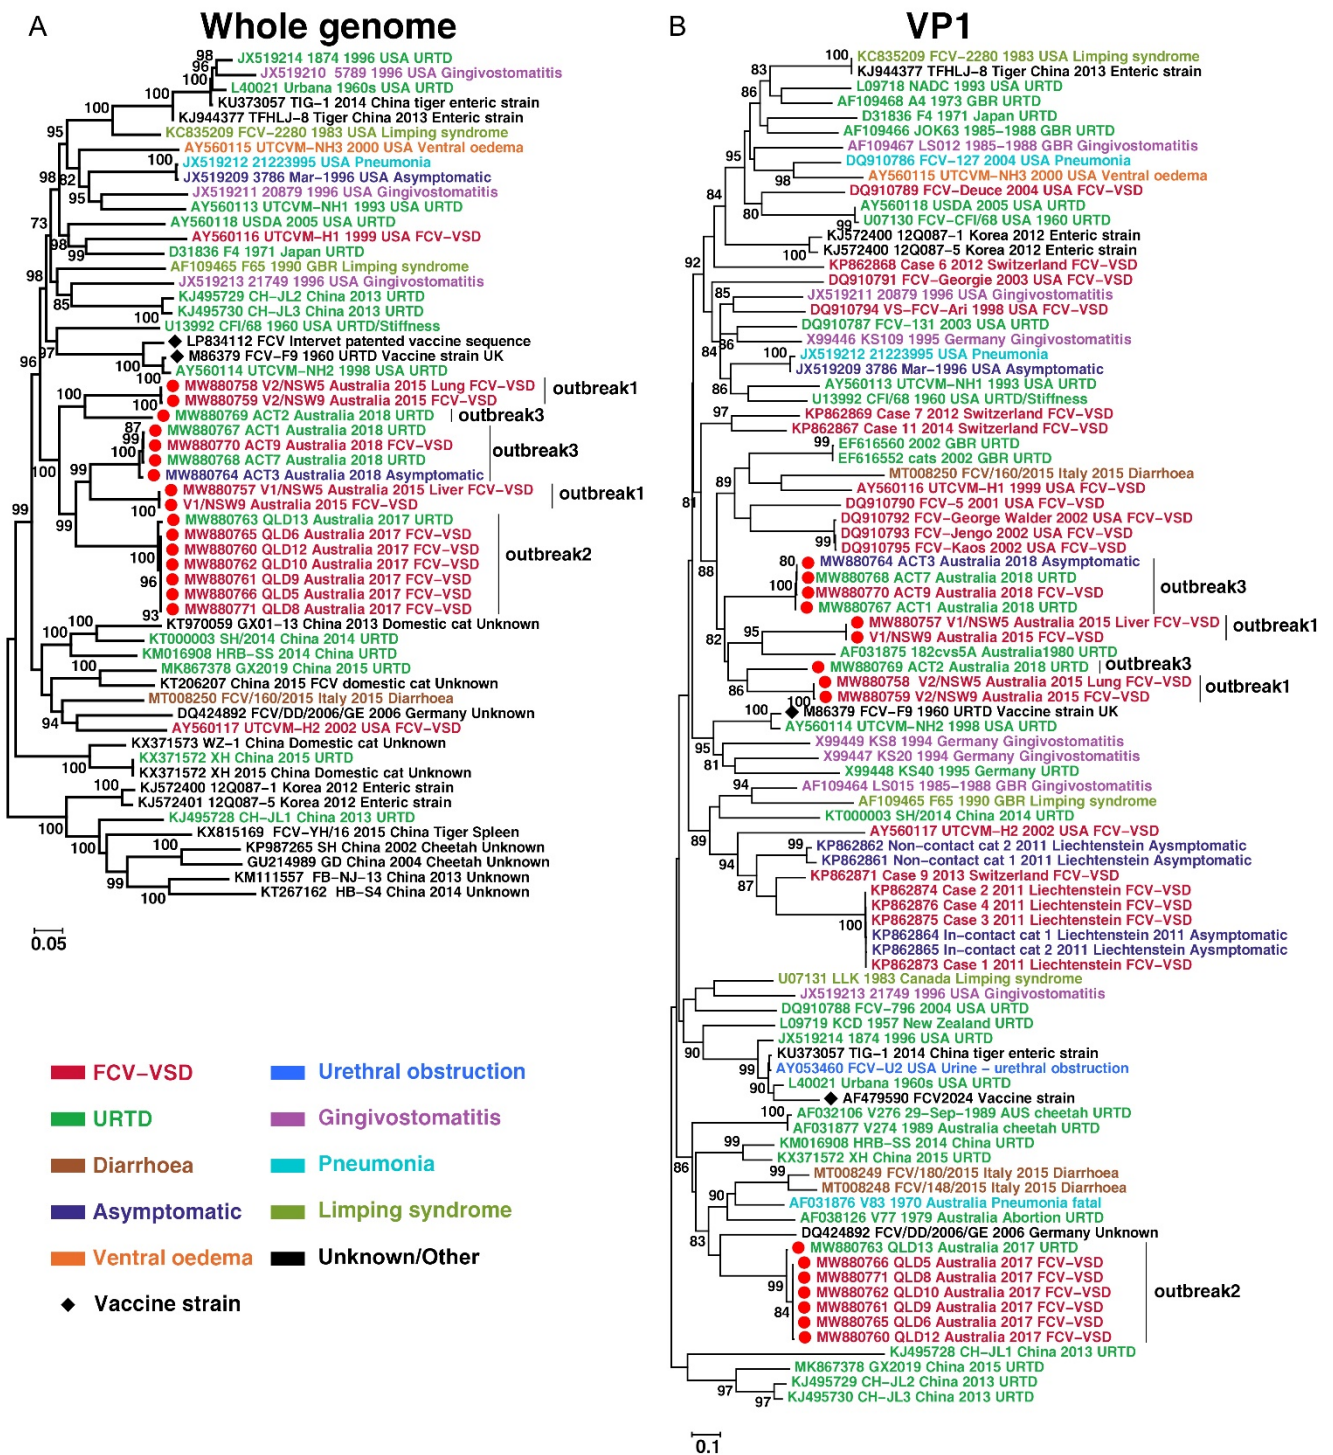 A
Whole genome
98
JX519214 1874 1996 USA URTD
96
JX519210 5789 1996 USA Gingivostomatitis
100
L40021 Urbana 1960s USA URTD
100
KU373057 TIG-1 2014 China tiger enteric strain
100
KJ944377 TFHLJ-8 Tiger China 2013 Enteric strain
95
KC835209 FCV-2280 1983 USA Limping syndrome
AY560115 UTCVM-NH3 2000 USA Ventral oedema
100
JX519212 21223995 USA Pneumonia
98
82
JX519209 3786 Mar-1996 USA Asymptomatic
95
JX519211 20879 1996 USA Gingivostomatitis
AY560113 UTCVM-NH1 1993 USA URTD
73
AY560118 USDA 2005 USA URTD
98
AY560116 UTCVM-H1 1999 USA FCV-VSD
99
D31836 F4 1971 Japan URTD
98
AF109465 F65 1990 GBR Limping syndrome
JX519213 21749 1996 USA Gingivostomatitis
85
KJ495729 CH-JL2 China 2013 URTD
100
KJ495730 CH-JL3 China 2013 URTD
U13992 CFI/68 1960 USA URTD/Stiffness
97
LP834112 FCV Intervet patented vaccine sequence
96
M86379 FCV-F9 1960 URTD Vaccine strain UK
100
AY560114 UTCVM-NH2 1998 USA URTD
100
MW880758 V2/NSW5 Australia 2015 Lung FCV-VSD
outbreak1
100
MW880759 V2/NSW9 Australia 2015 FCV-VSD
100
MW880769 ACT2 Australia 2018 URTD
outbreak3
87
MW880767 ACT1 Australia 2018 URTD
99
MW880770 ACT9 Australia 2018 FCV-VSD
outbreak3
100
MW880768 ACT7 Australia 2018 URTD
100
99
MW880764 ACT3 Australia 2018 Asymptomatic
MW880757 V1/NSW5 Australia 2015 Liver FCV-VSD
outbreak1
100
V1/NSW9 Australia 2015 FCV-VSD
99
99
MW880763 QLD13 Australia 2017 URTD
MW880765 QLD6 Australia 2017 FCV-VSD
100
MW880760 QLD12 Australia 2017 FCV-VSD
outbreak2
MW880762 QLD10 Australia 2017 FCV-VSD
96
MW880761 QLD9 Australia 2017 FCV-VSD
MW880766 QLD5 Australia 2017 FCV-VSD
93
MW880771 QLD8 Australia 2017 FCV-VSD
100
KT970059 GX01-13 China 2013 Domestic cat Unknown
100
KT000003 SH/2014 China 2014 URTD
KM016908 HRB-SS 2014 China URTD
100
MK867378 GX2019 China 2015 URTD
KT206207 China 2015 FCV domestic cat Unknown
MT008250 FCV/160/2015 Italy 2015 Diarrhoea
94
DQ424892 FCV/DD/2006/GE 2006 Germany Unknown
AY560117 UTCVM-H2 2002 USA FCV-VSD
KX371573 WZ-1 China Domestic cat Unknown
100
KX371572 XH China 2015 URTD
100
KX371572 XH 2015 China Domestic cat Unknown
100
KJ572400 12Q087-1 Korea 2012 Enteric strain
KJ572401 12Q087-5 Korea 2012 Enteric strain
100
KJ495728 CH-JL1 China 2013 URTD
100
KX815169 FCV-YH/16 2015 China Tiger Spleen
100
KP987265 SH China 2002 Cheetah Unknown
GU214989 GD China 2004 Cheetah Unknown
99
KM111557 FB-NJ-13 China 2013 Unknown
100
KT267162 HB-S4 China 2014 Unknown
0.05
FCV-VSD
Urethral obstruction
URTD
Gingivostomatitis
Diarrhoea
Pneumonia
Asymptomatic
Limping syndrome
Ventral oedema
Unknown/Other
Vaccine strain
B
VP1
100
KC835209 FCV-2280 1983 USA Limping syndrome
83
KJ944377 TFHLJ-8 Tiger China 2013 Enteric strain
86
L09718 NADC 1993 USA URTD
AF109468 A4 1973 GBR URTD
D31836 F4 1971 Japan URTD
AF109466 JOK63 1985-1988 GBR URTD
95
AF109467 LS012 1985-1988 GBR Gingivostomatitis
DQ910786 FCV-127 2004 USA Pneumonia
98
AY560115 UTCVM-NH3 2000 USA Ventral oedema
84
DQ910789 FCV-Deuce 2004 USA FCV-VSD
80
AY560118 USDA 2005 USA URTD
99
U07130 FCV-CFI/68 USA 1960 URTD
KJ572400 12Q087-1 Korea 2012 Enteric strain
100
KJ572400 12Q087-5 Korea 2012 Enteric strain
92
KP862868 Case 6 2012 Switzerland FCV-VSD
DQ910791 FCV-Georgie 2003 USA FCV-VSD
85
JX519211 20879 1996 USA Gingivostomatitis
DQ910794 VS-FCV-Ari 1998 USA FCV-VSD
DQ910787 FCV-131 2003 USA URTD
86
X99446 KS109 1995 Germany Gingivostomatitis
84
100
JX519212 21223995 USA Pneumonia
JX519209 3786 Mar-1996 USA Asymptomatic
86
AY560113 UTCVM-NH1 1993 USA URTD
U13992 CFI/68 1960 USA URTD/Stiffness
97
KP862869 Case 7 2012 Switzerland FCV-VSD
KP862867 Case 11 2014 Switzerland FCV-VSD
99
EF616560 2002 GBR URTD
EF616552 cats 2002 GBR URTD
MT008250 FCV/160/2015 Italy 2015 Diarrhoea
89
AY560116 UTCVM-H1 1999 USA FCV-VSD
81
DQ910790 FCV-5 2001 USA FCV-VSD
DQ910792 FCV-George Walder 2002 USA FCV-VSD
DQ910793 FCV-Jengo 2002 USA FCV-VSD
99
DQ910795 FCV-Kaos 2002 USA FCV-VSD
80
MW880764 ACT3 Australia 2018 Asymptomatic
88
MW880768 ACT7 Australia 2018 URTD
outbreak3
100
MW880770 ACT9 Australia 2018 FCV-VSD
MW880767 ACT1 Australia 2018 URTD
MW880757 V1/NSW5 Australia 2015 Liver FCV-VSD
outbreak1
95
V1/NSW9 Australia 2015 FCV-VSD
82
AF031875 182cvs5A Australia1980 URTD
MW880769 ACT2 Australia 2018 URTD
outbreak3
86
MW880758 V2/NSW5 Australia 2015 Lung FCV-VSD
outbreak1
100
MW880759 V2/NSW9 Australia 2015 FCV-VSD
100
M86379 FCV-F9 1960 URTD Vaccine strain UK
AY560114 UTCVM-NH2 1998 USA URTD
95
X99449 KS8 1994 Germany Gingivostomatitis
X99447 KS20 1994 Germany Gingivostomatitis
81
X99448 KS40 1995 Germany URTD
94
AF109464 LS015 1985-1988 GBR Gingivostomatitis
AF109465 F65 1990 GBR Limping syndrome
KT000003 SH/2014 China 2014 URTD
89
AY560117 UTCVM-H2 2002 USA FCV-VSD
99
KP862862 Non-contact cat 2 2011 Liechtenstein Asymptomatic
94
KP862861 Non-contact cat 1 2011 Liechtenstein Asymptomatic
87
KP862871 Case 9 2013 Switzerland FCV-VSD
KP862874 Case 2 2011 Liechtenstein FCV-VSD
KP862876 Case 4 2011 Liechtenstein FCV-VSD
KP862875 Case 3 2011 Liechtenstein FCV-VSD
100
KP862864 In-contact cat 1 Liechtenstein 2011 Asymptomatic
KP862865 In-contact cat 2 2011 Liechtenstein Asymptomatic
KP862873 Case 1 2011 Liechtenstein FCV-VSD
U07131 LLK 1983 Canada Limping syndrome
JX519213 21749 1996 USA Gingivostomatitis
DQ910788 FCV-796 2004 USA URTD
L09719 KCD 1957 New Zealand URTD
90
JX519214 1874 1996 USA URTD
KU373057 TIG-1 2014 China tiger enteric strain
99
AY053460 FCV-U2 USA Urine - urethral obstruction
90
L40021 Urbana 1960s USA URTD
AF479590 FCV2024 Vaccine strain
100
AF032106 V276 29-Sep-1989 AUS cheetah URTD
AF031877 V274 1989 Australia cheetah URTD
99
KM016908 HRB-SS 2014 China URTD
86
KX371572 XH China 2015 URTD
99
MT008249 FCV/180/2015 Italy 2015 Diarrhoea
90
MT008248 FCV/148/2015 Italy 2015 Diarrhoea
AF031876 V83 1970 Australia Pneumonia fatal
AF038126 V77 1979 Australia Abortion URTD
83
DQ424892 FCV/DD/2006/GE 2006 Germany Unknown
MW880763 QLD13 Australia 2017 URTD
MW880766 QLD5 Australia 2017 FCV-VSD
99
MW880771 QLD8 Australia 2017 FCV-VSD
MW880762 QLD10 Australia 2017 FCV-VSD
outbreak2
84
MW880761 QLD9 Australia 2017 FCV-VSD
MW880765 QLD6 Australia 2017 FCV-VSD
MW880760 QLD12 Australia 2017 FCV-VSD
KJ495728 CH-JL1 China 2013 URTD
MK867378 GX2019 China 2015 URTD
97
KJ495729 CH-JL2 China 2013 URTD
97
KJ495730 CH-JL3 China 2013 URTD
0.1